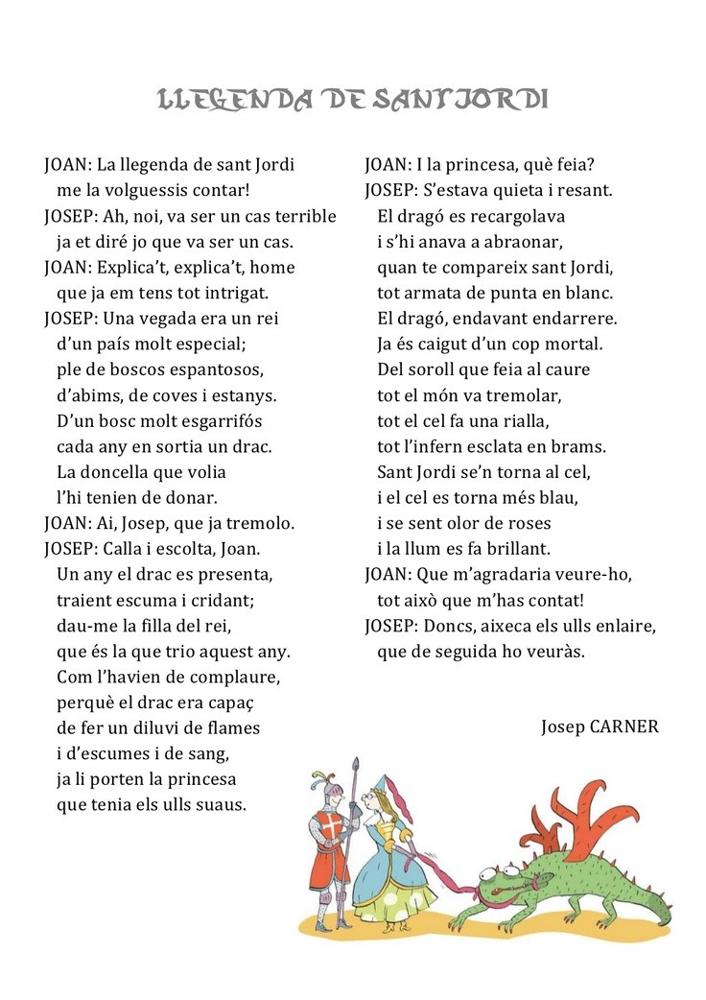 LLEGENDA DE SANT JORDI
JOAN: La llegenda de sant Jordi
me la volguessis contar!
JOSEP: Ah, noi, va ser un cas terrible
ja et diré jo que va ser un cas.
JOAN: Explica’t, explica’t, home
que ja em tens tot intrigat.
JOSEP: Una vegada era un rei
d’un país molt especial;
ple de boscos espantosos,
d’abims, de coves i estanys.
D’un bosc molt esgarrifós
cada any en sortia un drac.
La doncella que volia
l’hi tenien de donar.
JOAN: Ai, Josep, que ja tremolo.
JOSEP: Calla i escolta, Joan.
Un any el drac es presenta,
traient escuma i cridant;
dau-me la filla del rei,
que és la que trio aquest any.
Com l’havien de complaure,
perquè el drac era capaç
de fer un diluvi de flames
i d’escumes i de sang,
ja li porten la princesa
que tenia els ulls suaus.
JOAN: I la princesa, què feia?
JOSEP: S’estava quieta i resant.
El dragó es recargolava
i s’hi anava a abraonar,
quan te compareix sant Jordi,
tot armata de punta en blanc.
El dragó, endavant endarrere.
Ja és caigut d’un cop mortal.
Del soroll que feia al caure
tot el món va tremolar,
tot el cel fa una rialla,
tot l’infern esclata en brams.
Sant Jordi se’n torna al cel,
i el cel es torna més blau,
i se sent olor de roses
i la llum es fa brillant.
JOAN: Que m’agradaria veure-ho,
tot això que m’has contat!
JOSEP: Doncs, aixeca els ulls enlaire,
que de seguida ho veuràs.
Josep CARNER